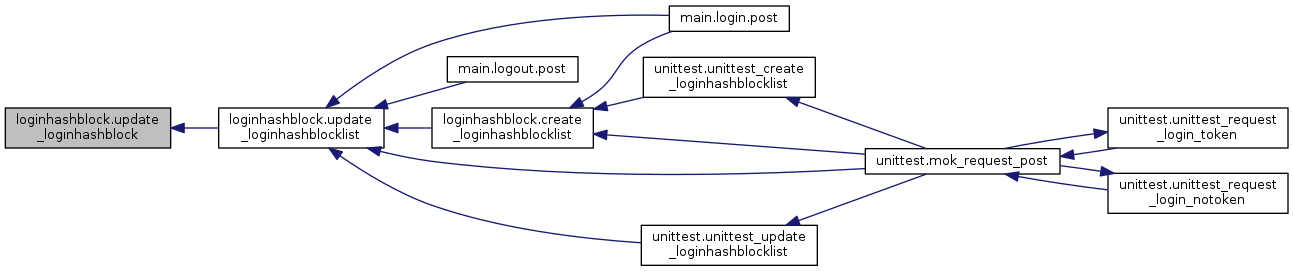 loginhashblock.update
_loginhashblock
loginhashblock.update
_loginhashblocklist
main.login.post
main.logout.post
loginhashblock.create
_loginhashblocklist
unittest.unittest_create
_loginhashblocklist
unittest.unittest_update
_loginhashblocklist
unittest.mok_request_post
unittest.unittest_request
_login_token
unittest.unittest_request
_login_notoken